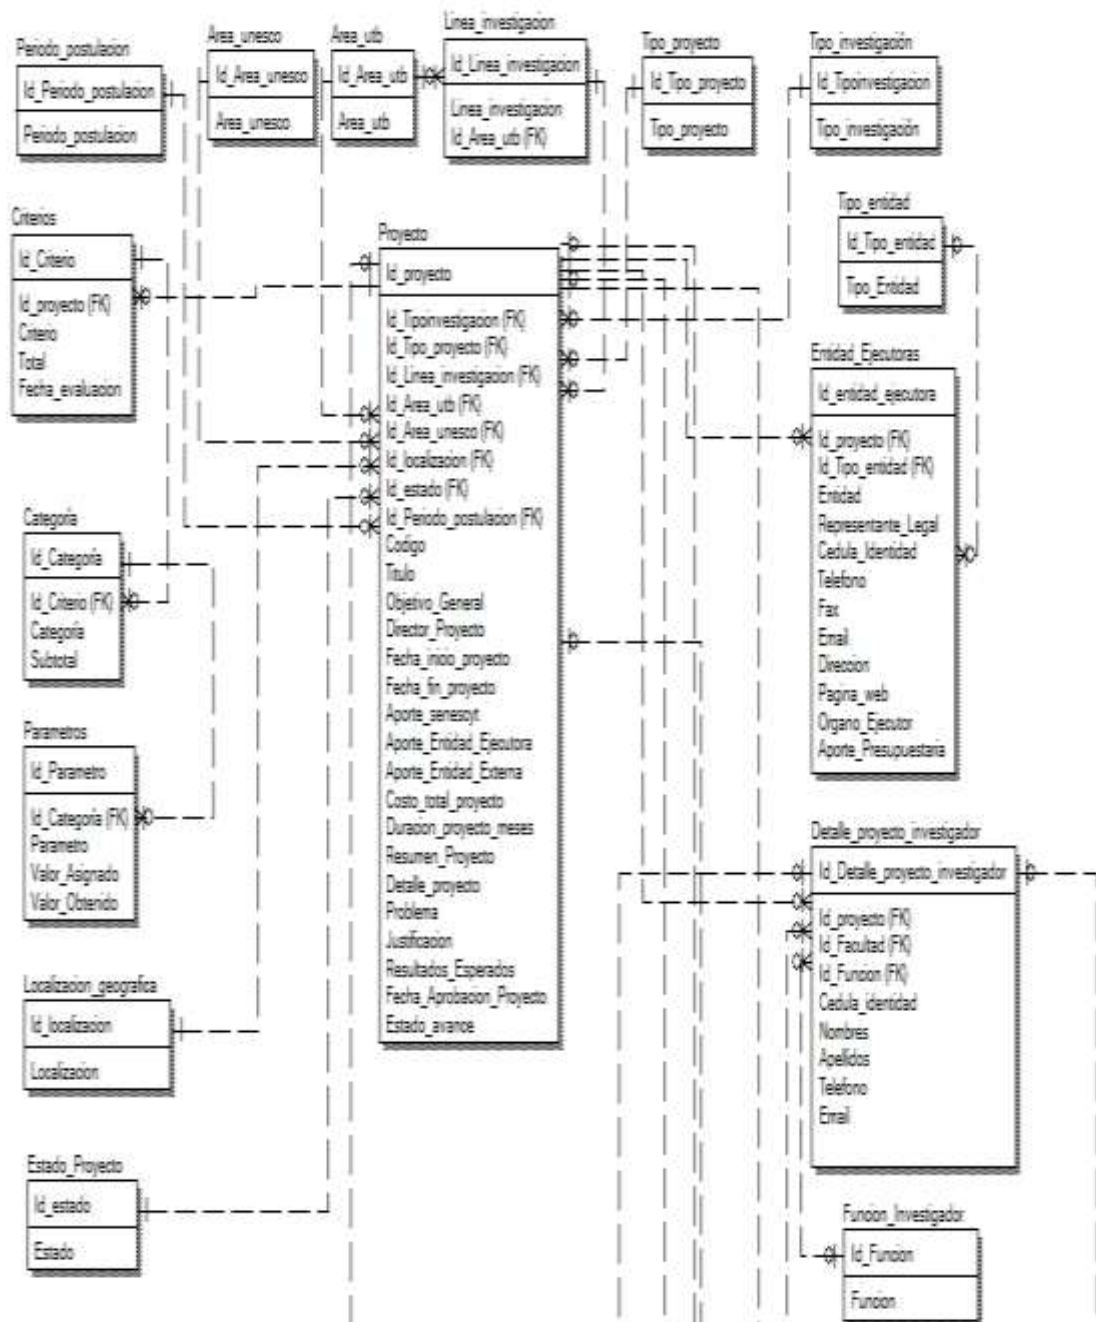 Periodo_postulacion
Id_Periodo_postulacion
Periodo_postulacion
Area_unesco
Id_Area_unesco
Area_unesco
Area_utb
Id_Area_utb
Area_utb
Linea_investigacion
Id_Linea_investigacion
Linea_investigacion
Id_Area_utb (FK)
Tipo_proyecto
Id_Tipo_proyecto
Tipo_proyecto
Tipo_investigación
Id_Tipoinvestigacion
Tipo_investigación
Criterios
Id_Criterio
Id_proyecto (FK)
Criterio
Total
Fecha_evaluacion
Proyecto
Id_proyecto
Id_Tipoinvestigacion (FK)
Id_Tipo_proyecto (FK)
Id_Linea_investigacion (FK)
Id_Area_utb (FK)
Id_Area_unesco (FK)
Id_localizacion (FK)
Id_estado (FK)
Id_Periodo_postulacion (FK)
Codigo
Titulo
Objetivo_General
Director_Proyecto
Fecha_inicio_proyecto
Fecha_fin_proyecto
Aporte_senescyt
Aporte_Entidad_Ejecutora
Aporte_Entidad_Externa
Costo_total_proyecto
Duracion_proyecto_meses
Resumen_Proyecto
Detalle_proyecto
Problema
Justificacion
Resultados_Esperados
Fecha_Aprobacion_Proyecto
Estado_avance
Tipo_entidad
Id_Tipo_entidad
Tipo_Entidad
Entidad_Ejecutoras
Id_entidad_ejecutora
Id_proyecto (FK)
Id_Tipo_entidad (FK)
Entidad
Representante_Legal
Cedula_Identidad
Telefono
Fax
Email
Direccion
Pagina_web
Organo_Ejecutor
Aporte_Presupuestaria
Categoría
Id_Categoría
Id_Criterio (FK)
Categoría
Subtotal
Parametros
Id_Parametro
Id_Categoría (FK)
Parametro
Valor_Asignado
Valor_Obtenido
Detalle_proyecto_investigador
Id_Detalle_proyecto_investigador
Id_proyecto (FK)
Id_Facultad (FK)
Id_Funcion (FK)
Cedula_identidad
Nombres
Apellidos
Telefono
Email
Localizacion_geografica
Id_localizacion
Localizacion
Estado_Proyecto
Id_estado
Estado
Funcion_Investigador
Id_Funcion
Funcion